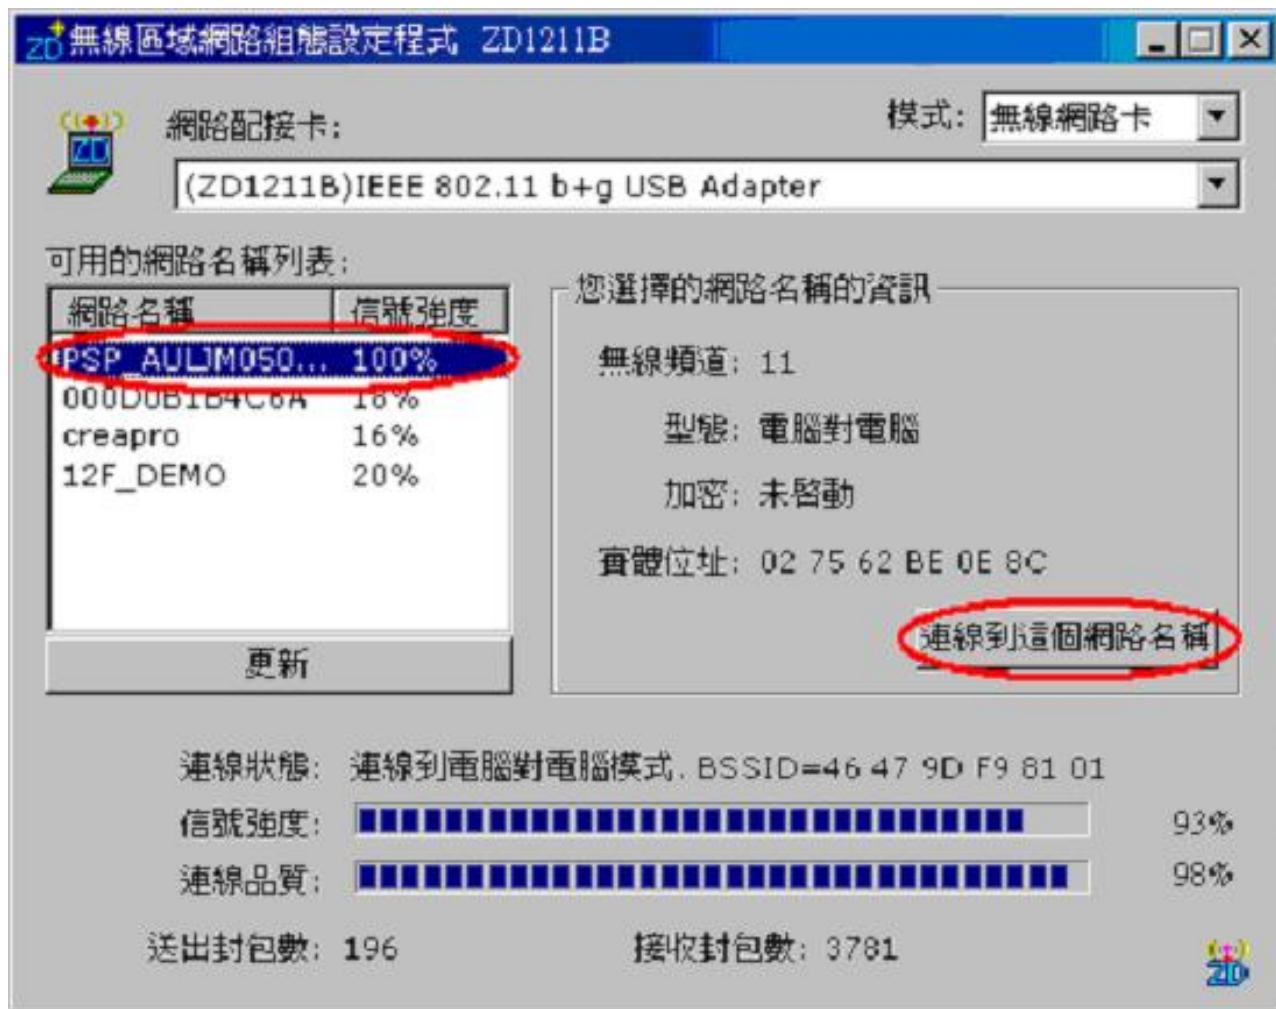 ZD 無線區域網路組態設定程式 ZD1211B
網路配接卡:
模式: 無線網路卡
ZD
(ZD1211B)IEEE 802.11 b+g USB Adapter
可用的網路名稱列表:
網路名稱 信號強度
PSP_AULJM050... 100%
000D0B1B4C6A 18%
creapro 16%
12F_DEMO 20%
更新
您選擇的網路名稱的資訊
無線頻道: 11
型態: 電腦對電腦
加密: 未啓動
實體位址: 02 75 62 BE 0E 8C
連線到這個網路名稱
連線狀態: 連線到電腦對電腦模式. BSSID=46 47 9D F9 81 01
信號強度: 93%
連線品質: 98%
送出封包數: 196 接收封包數: 3781
ZD